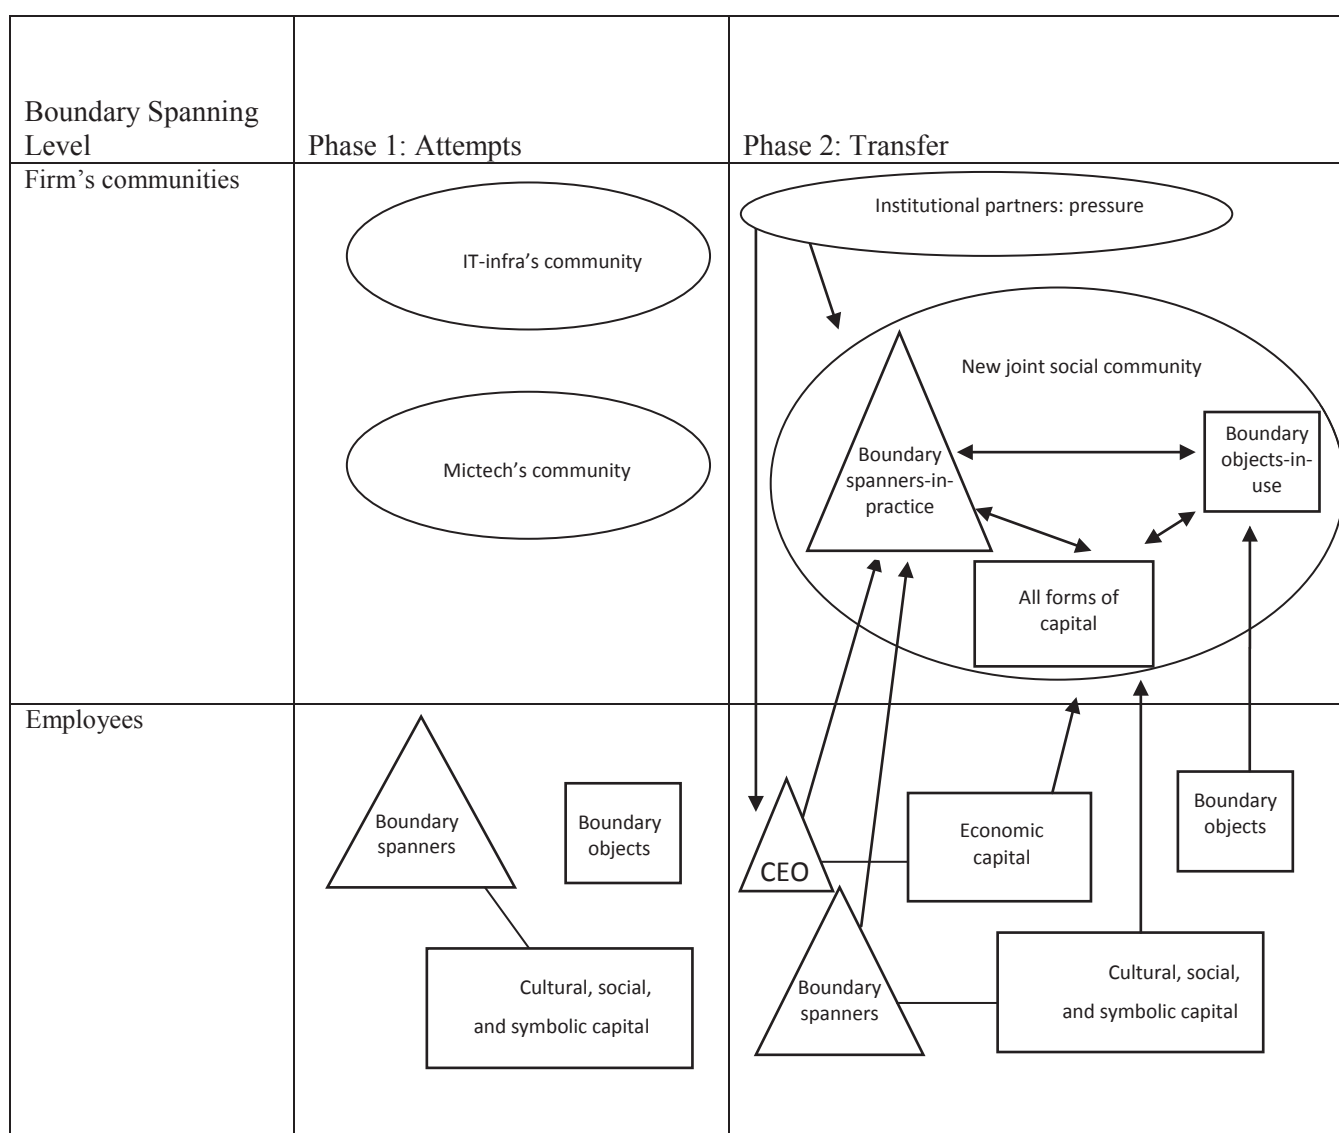 Boundary Spanning
Level
Phase 1: Attempts
Phase 2: Transfer
Firm’s communities
IT-infra’s community
Mictech’s community
Institutional partners: pressure
New joint social community
Boundary
spanners-in-
practice
Boundary
objects-in-
use
All forms of
capital
Employees
Boundary
spanners
Boundary
objects
Cultural, social,
and symbolic capital
CEO
Economic
capital
Boundary
objects
Boundary
spanners
Cultural, social,
and symbolic capital